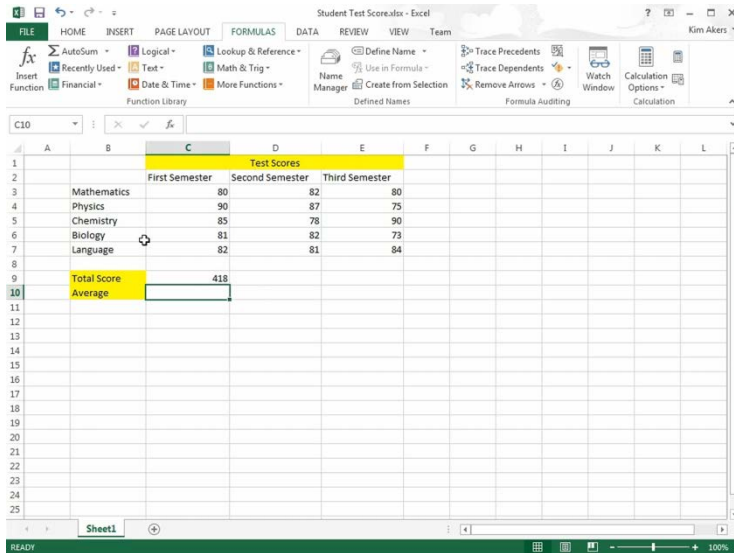 Student Test Score.xlsx - Excel
FILE HOME INSERT PAGE LAYOUT FORMULAS DATA REVIEW VIEW Team Kim Akers
fx Insert Function
AutoSum
Recently Used
Financial
Logical
Text
Date & Time
Lookup & Reference
Math & Trig
More Functions
Function Library
Name Manager
Define Name
Use in Formula
Create from Selection
Defined Names
Trace Precedents
Trace Dependents
Remove Arrows
fx
Formula Auditing
Watch Window
Calculation Options
Calculation
C10 fx
A B C D E F G H I J K L
1 Test Scores
2 First Semester Second Semester Third Semester
3 Mathematics 80 82 80
4 Physics 90 87 75
5 Chemistry 85 78 90
6 Biology 81 82 73
7 Language 82 81 84
8
9 Total Score 418
10 Average
11
12
13
14
15
16
17
18
19
20
21
22
23
24
25
Sheet1
READY 100%